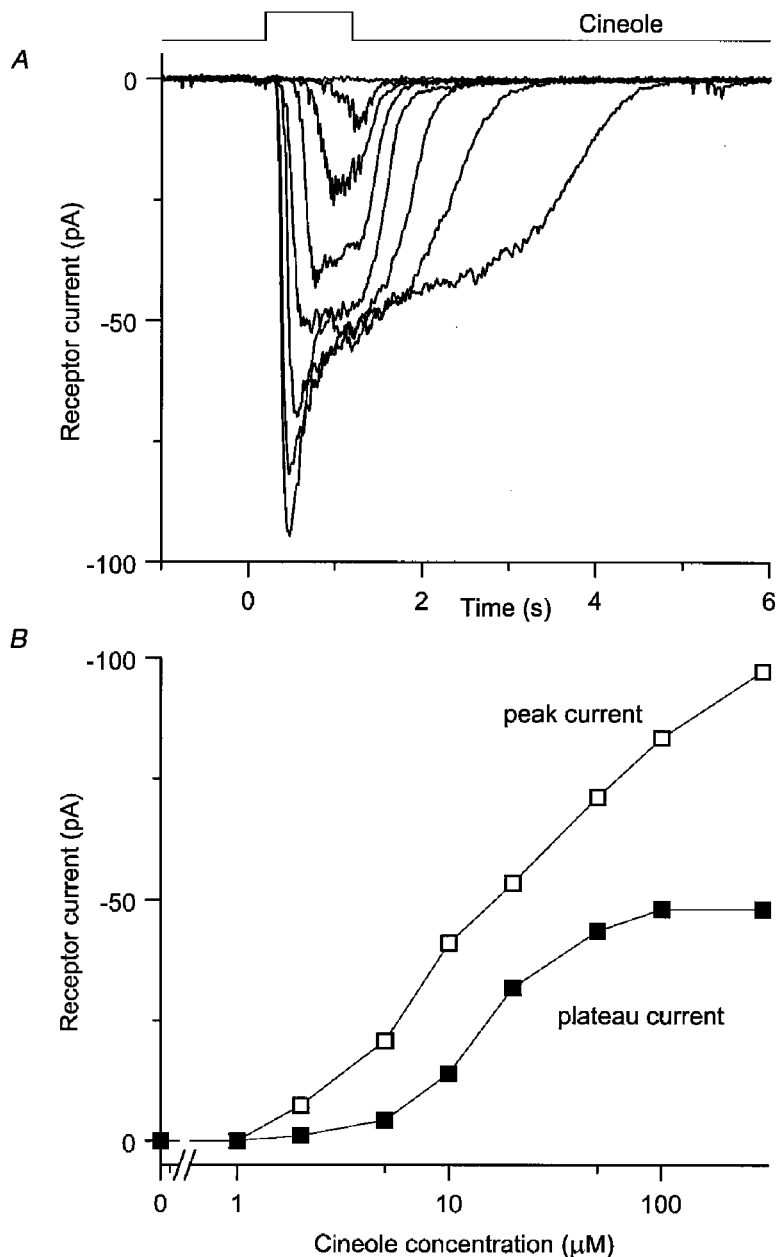 Cineole
A
0
-50
-100
Receptor current (pA)
0
2
4
6
Time (s)
B
-100
-50
0
Receptor current (pA)
peak current
plateau current
0
1
10
100
Cineole concentration (µM)